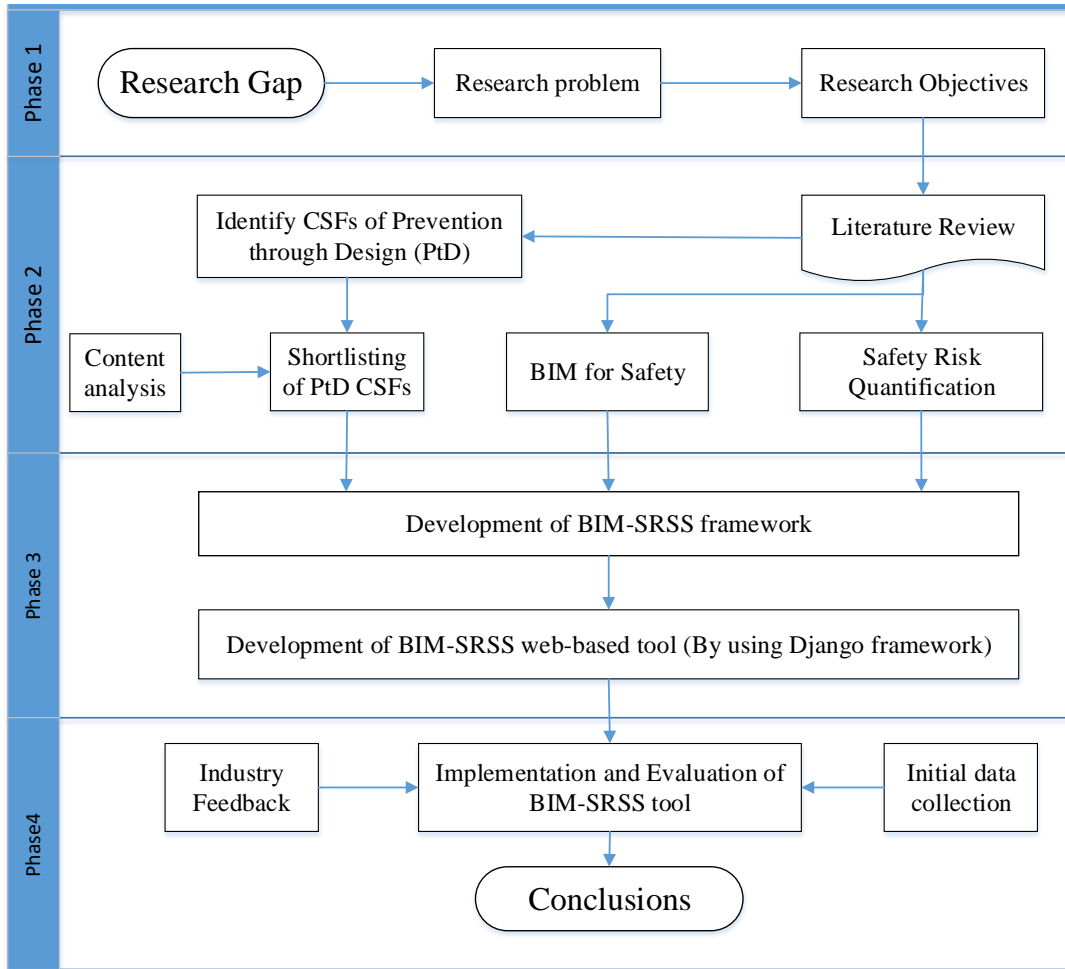 Phase 1
Research Gap
Research problem
Research Objectives
Phase 2
Identify CSFs of Prevention
through Design (PtD)
Literature Review
Content
analysis
Shortlisting
of PtD CSFs
BIM for Safety
Safety Risk
Quantification
Phase 3
Development of BIM-SRSS framework
Development of BIM-SRSS web-based tool (By using Django framework)
Phase4
Industry
Feedback
Implementation and Evaluation of
BIM-SRSS tool
Initial data
collection
Conclusions